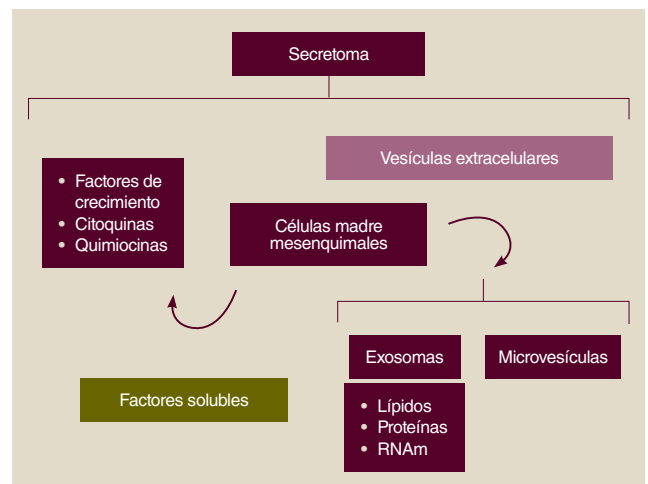 Secretoma
Vesículas extracelulares
• Factores de
crecimiento
• Citoquinas
• Quimiocinas
Células madre
mesenquimales
Exosomas
Microvesículas
Factores solubles
• Lípidos
• Proteínas
• RNAm